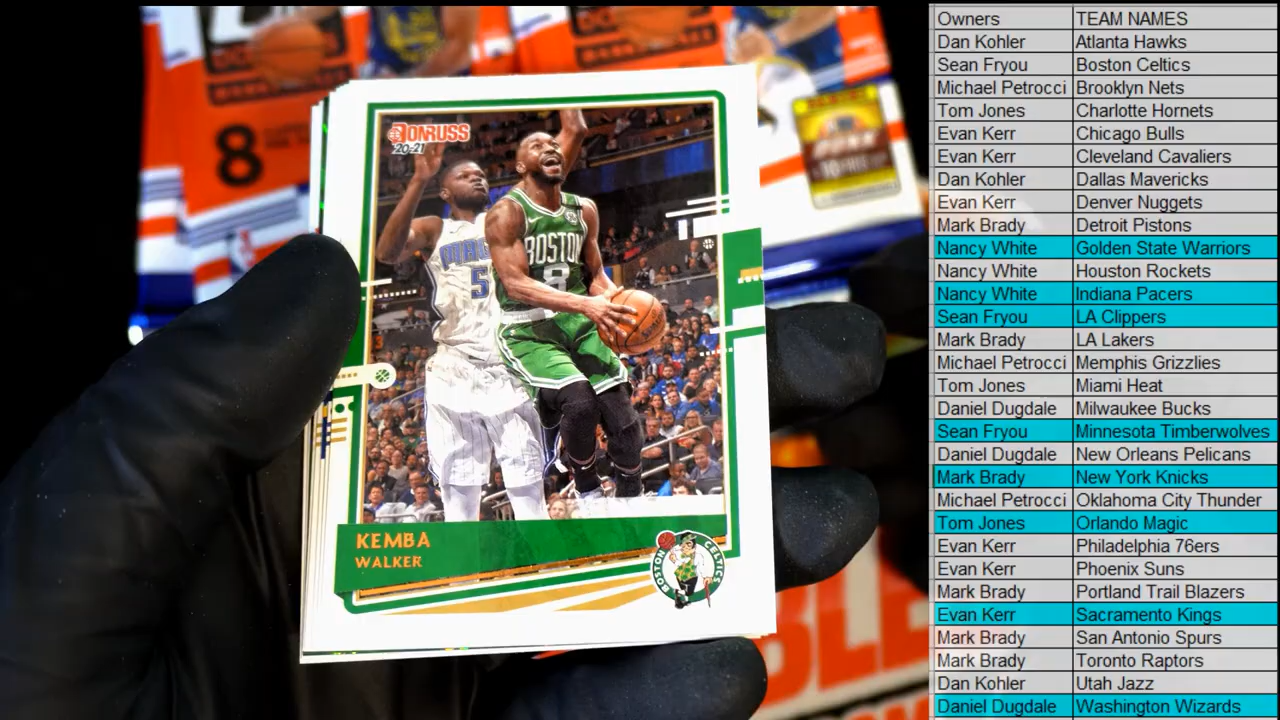 8
DONRUSS
20-21
MAGIC
5
BOSTON
8
KEMBA
WALKER
BOSTON CELTICS
Owners TEAM NAMES
Dan Kohler Atlanta Hawks
Sean Fryou Boston Celtics
Michael Petrocci Brooklyn Nets
Tom Jones Charlotte Hornets
Evan Kerr Chicago Bulls
Evan Kerr Cleveland Cavaliers
Dan Kohler Dallas Mavericks
Evan Kerr Denver Nuggets
Mark Brady Detroit Pistons
Nancy White Golden State Warriors
Nancy White Houston Rockets
Nancy White Indiana Pacers
Sean Fryou LA Clippers
Mark Brady LA Lakers
Michael Petrocci Memphis Grizzlies
Tom Jones Miami Heat
Daniel Dugdale Milwaukee Bucks
Sean Fryou Minnesota Timberwolves
Daniel Dugdale New Orleans Pelicans
Mark Brady New York Knicks
Michael Petrocci Oklahoma City Thunder
Tom Jones Orlando Magic
Evan Kerr Philadelphia 76ers
Evan Kerr Phoenix Suns
Mark Brady Portland Trail Blazers
Evan Kerr Sacramento Kings
Mark Brady San Antonio Spurs
Mark Brady Toronto Raptors
Dan Kohler Utah Jazz
Daniel Dugdale Washington Wizards